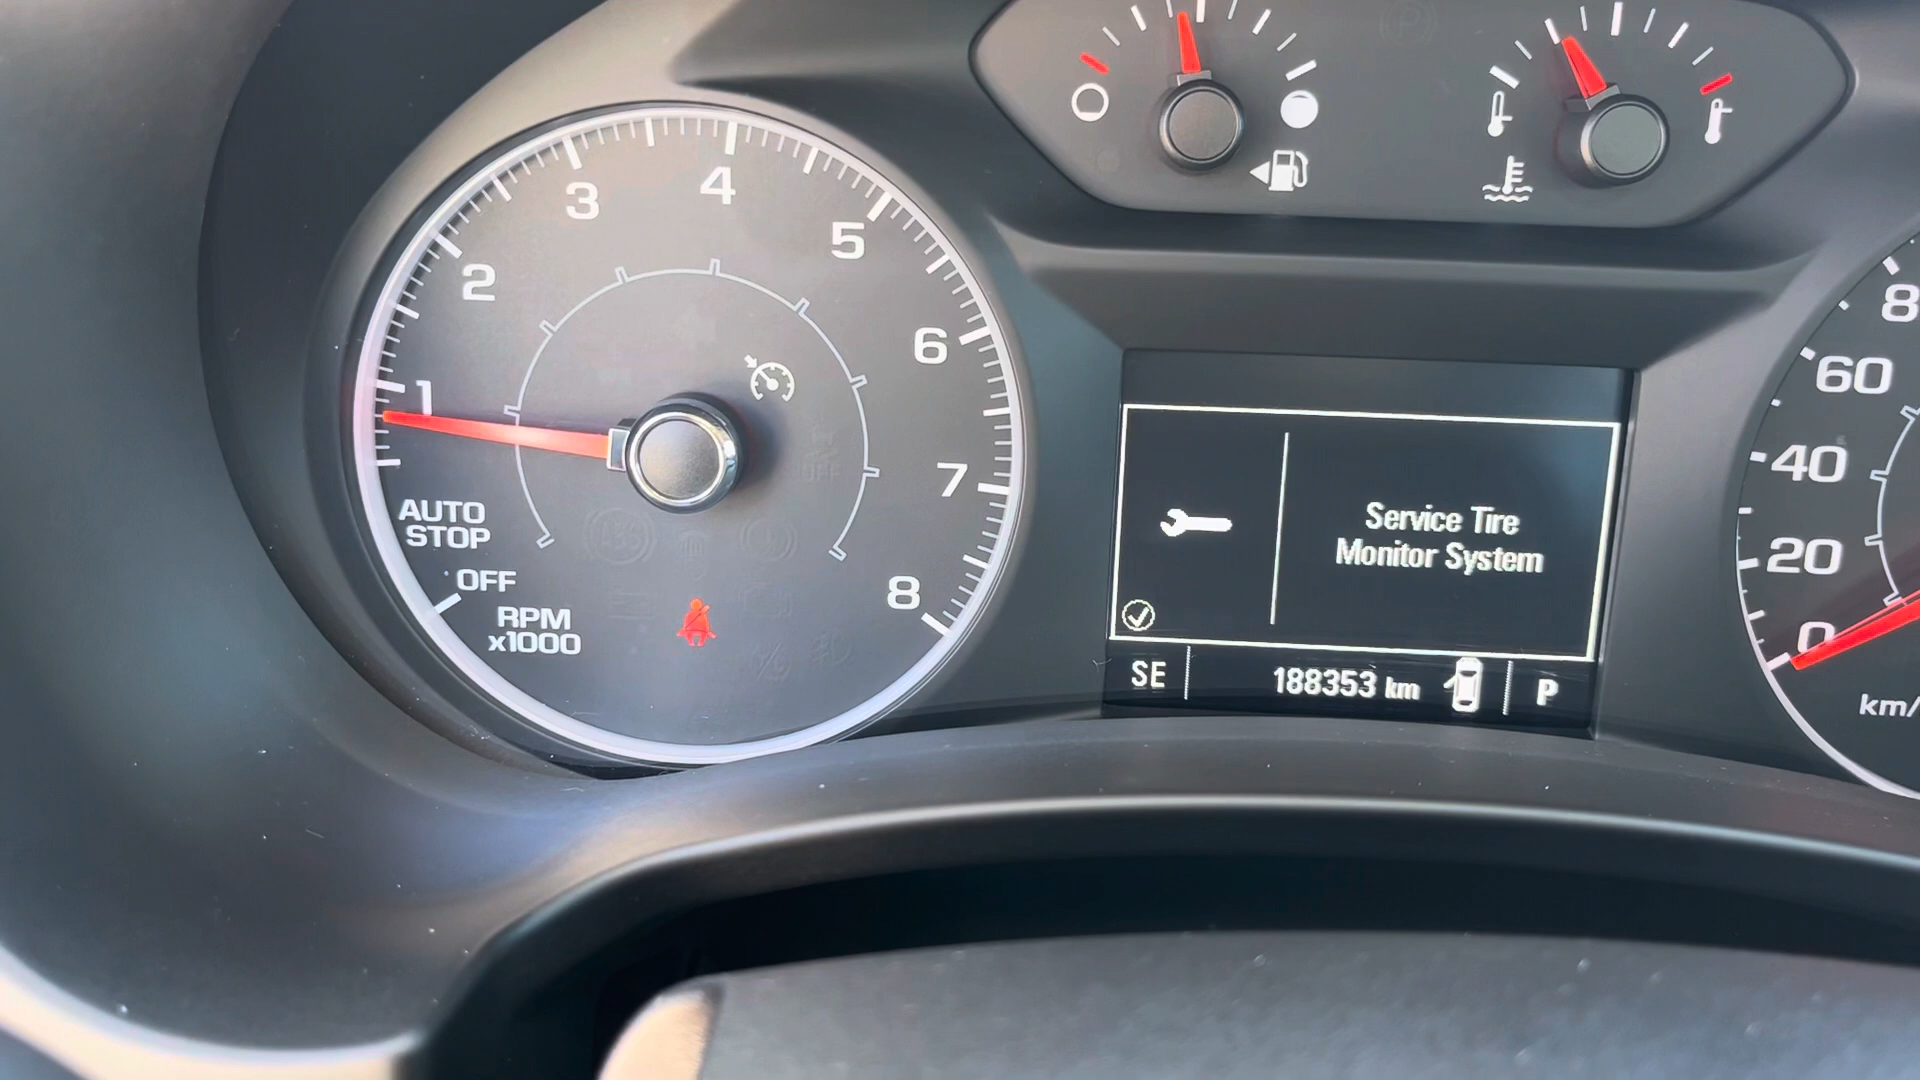 1
2
3
4
5
6
7
8
AUTO
STOP
OFF
RPM
x1000
Service Tire
Monitor System
SE
188353 km
P
8
60
40
20
0
km/